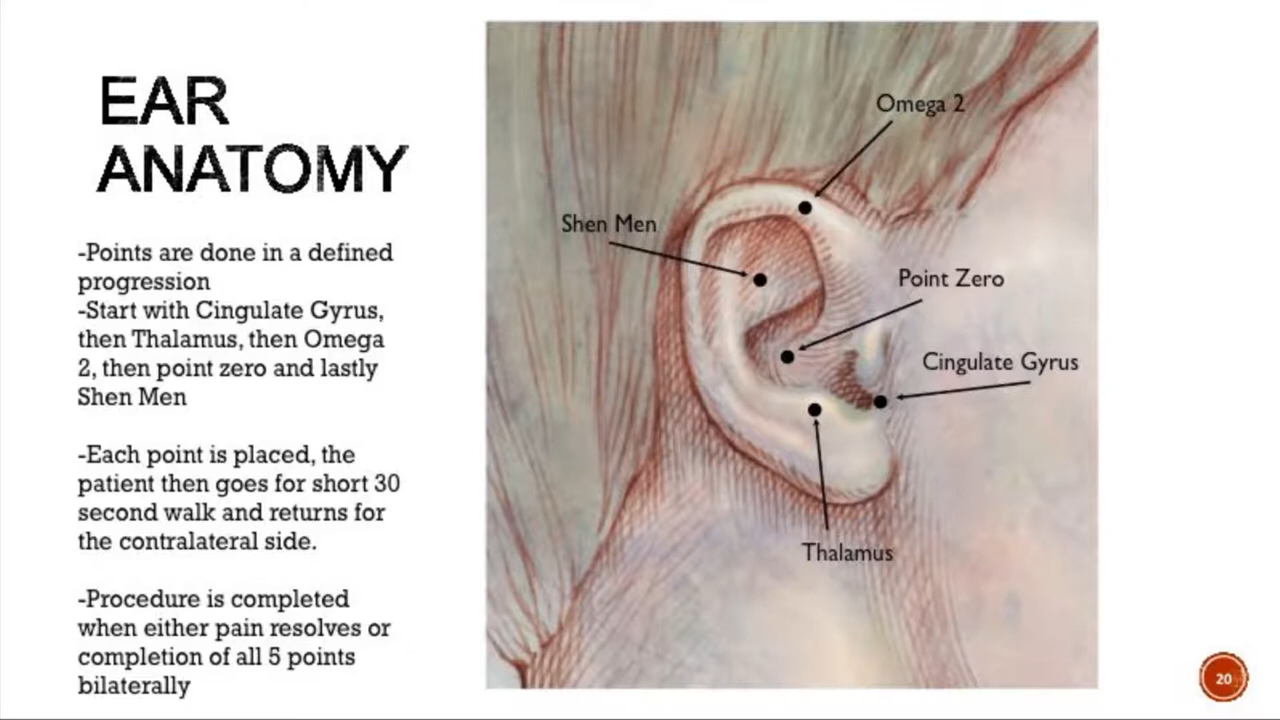 EAR
ANATOMY
-Points are done in a defined
progression
-Start with Cingulate Gyrus,
then Thalamus, then Omega
2, then point zero and lastly
Shen Men
-Each point is placed, the
patient then goes for short 30
second walk and returns for
the contralateral side.
-Procedure is completed
when either pain resolves or
completion of all 5 points
bilaterally
Omega 2
Shen Men
Point Zero
Cingulate Gyrus
Thalamus
20